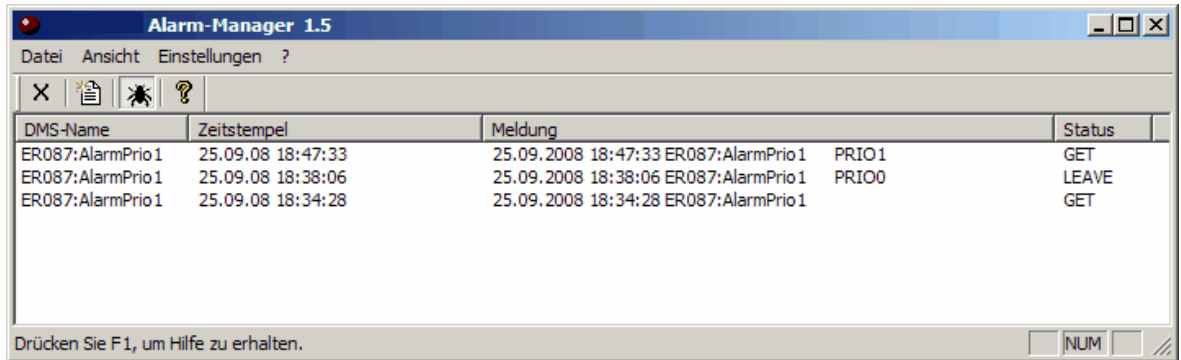 Alarm-Manager 1.5
Datei Ansicht Einstellungen ?
DMS-Name Zeitstempel Meldung Status
ER087:AlarmPrio1 25.09.08 18:47:33 25.09.2008 18:47:33 ER087:AlarmPrio1 PRIO1 GET
ER087:AlarmPrio1 25.09.08 18:38:06 25.09.2008 18:38:06 ER087:AlarmPrio1 PRIO0 LEAVE
ER087:AlarmPrio1 25.09.08 18:34:28 25.09.2008 18:34:28 ER087:AlarmPrio1 GET
Drücken Sie F1, um Hilfe zu erhalten. NUM